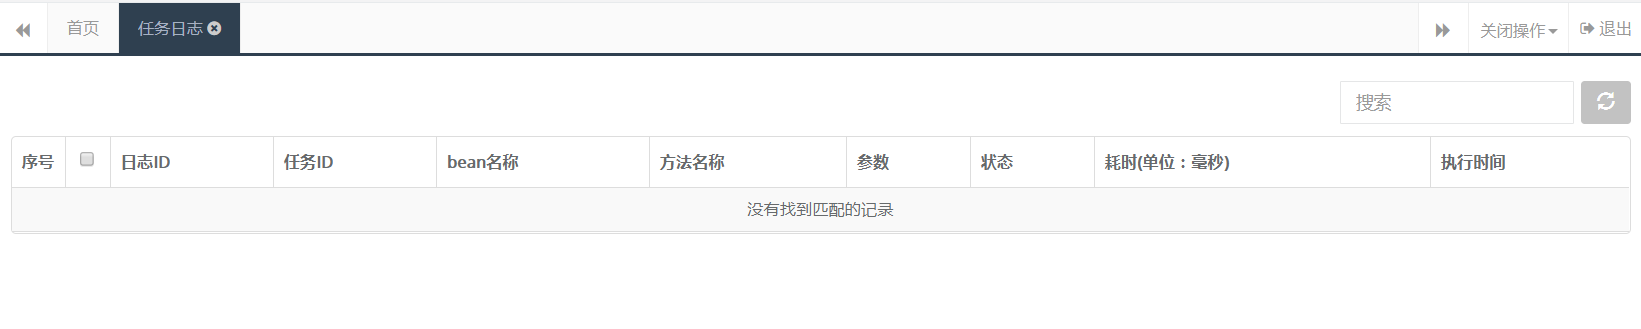 首页 任务日志 关闭操作 退出
搜索
序号 日志ID 任务ID bean名称 方法名称 参数 状态 耗时(单位：毫秒) 执行时间
没有找到匹配的记录